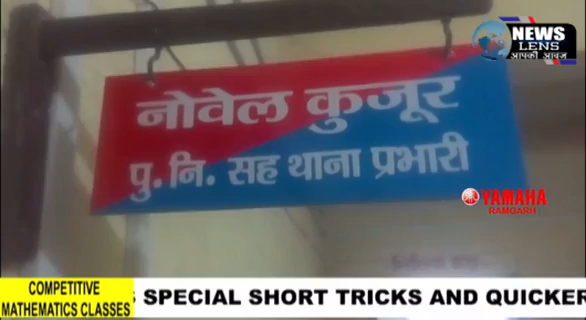 NEWS
LENS
आपकी आवाज
नोवेल कुजूर
पु. नि. सह थाना प्रभारी
YAMAHA
RAMGARH
COMPETITIVE
MATHEMATICS CLASSES
SPECIAL SHORT TRICKS AND QUICKER